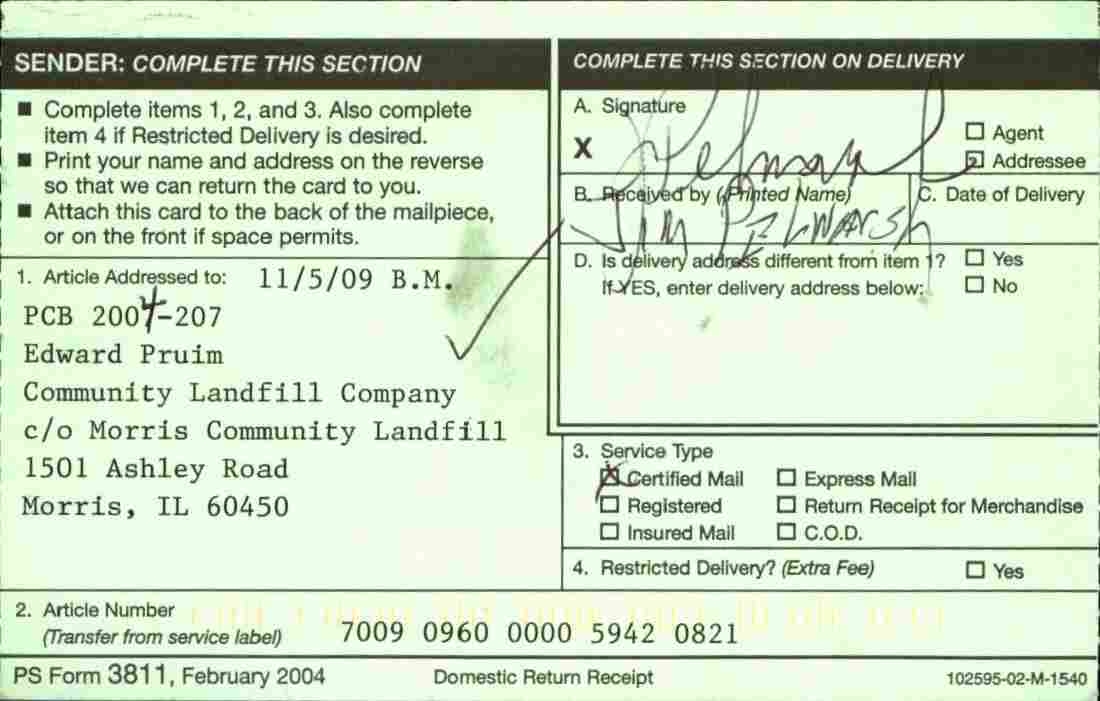 SENDER: COMPLETE THIS SECTION
■ Complete items 1, 2, and 3. Also complete
item 4 if Restricted Delivery is desired.
■ Print your name and address on the reverse
so that we can return the card to you.
■ Attach this card to the back of the mailpiece,
or on the front if space permits.
1. Article Addressed to: 11/5/09 B.M.
PCB 2004-207
Edward Pruim
Community Landfill Company
c/o Morris Community Landfill
1501 Ashley Road
Morris, IL 60450
COMPLETE THIS SECTION ON DELIVERY
A. Signature
X
Agent
Addressee
B. Received by (Printed Name)
C. Date of Delivery
Jim
D. Is delivery address different from item 1? Yes
If YES, enter delivery address below: No
3. Service Type
Certified Mail Express Mail
Registered Return Receipt for Merchandise
Insured Mail C.O.D.
4. Restricted Delivery? (Extra Fee) Yes
2. Article Number
(Transfer from service label) 7009 0960 0000 5942 0821
PS Form 3811, February 2004 Domestic Return Receipt 102595-02-M-1540